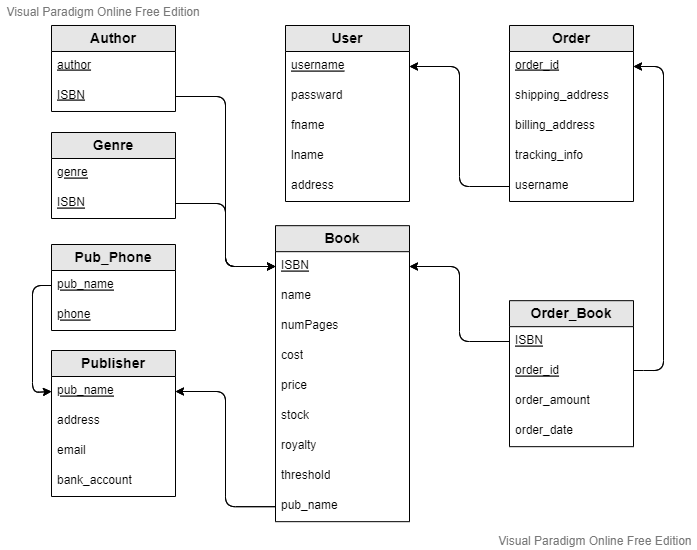 Visual Paradigm Online Free Edition
Author
author
ISBN
Genre
genre
ISBN
Pub_Phone
pub_name
phone
Publisher
pub_name
address
email
bank_account
User
username
passward
fname
lname
address
Book
ISBN
name
numPages
cost
price
stock
royalty
threshold
pub_name
Order
order_id
shipping_address
billing_address
tracking_info
username
Order_Book
ISBN
order_id
order_amount
order_date
Visual Paradigm Online Free Edition